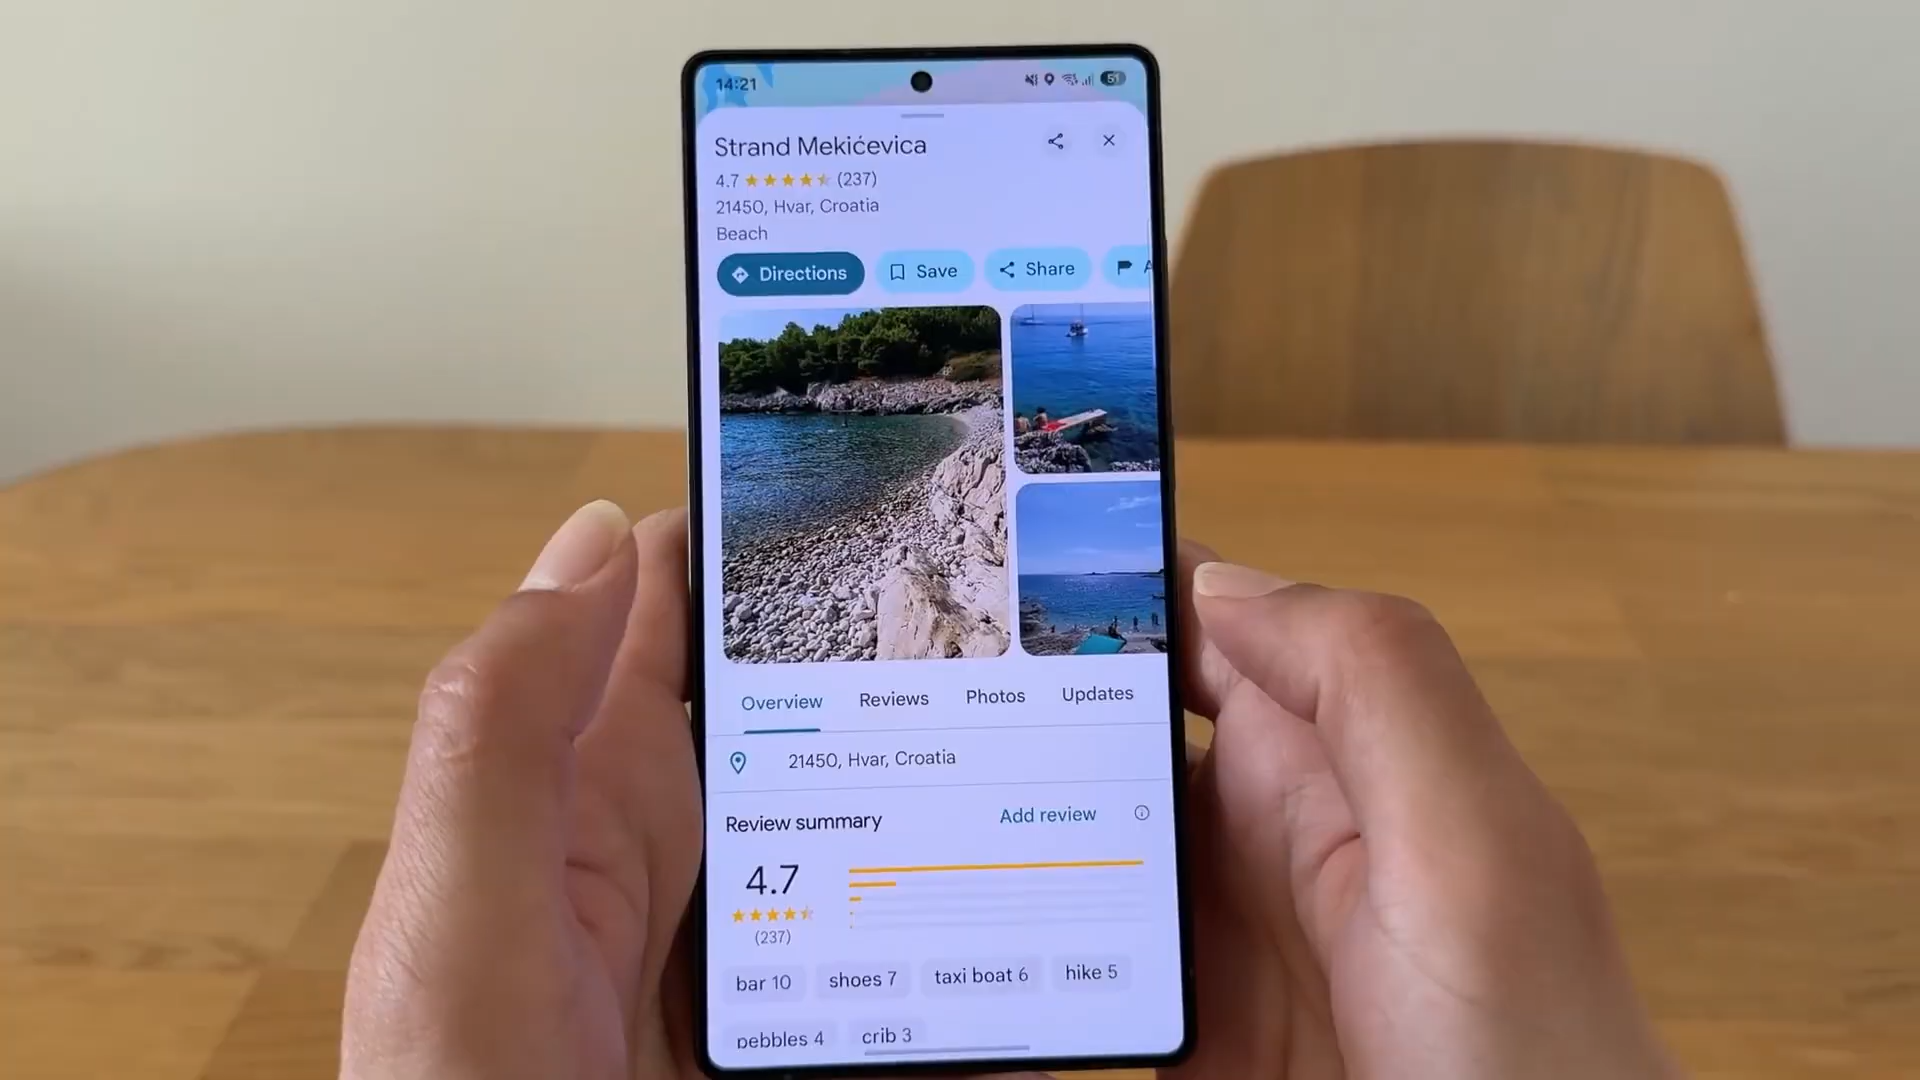 14:21 51
Strand Mekićevica
4.7 (237)
21450, Hvar, Croatia
Beach
Directions Save Share A
Overview Reviews Photos Updates
21450, Hvar, Croatia
Review summary Add review
4.7
(237)
bar 10 shoes 7 taxi boat 6 hike 5
pebbles 4 crib 3